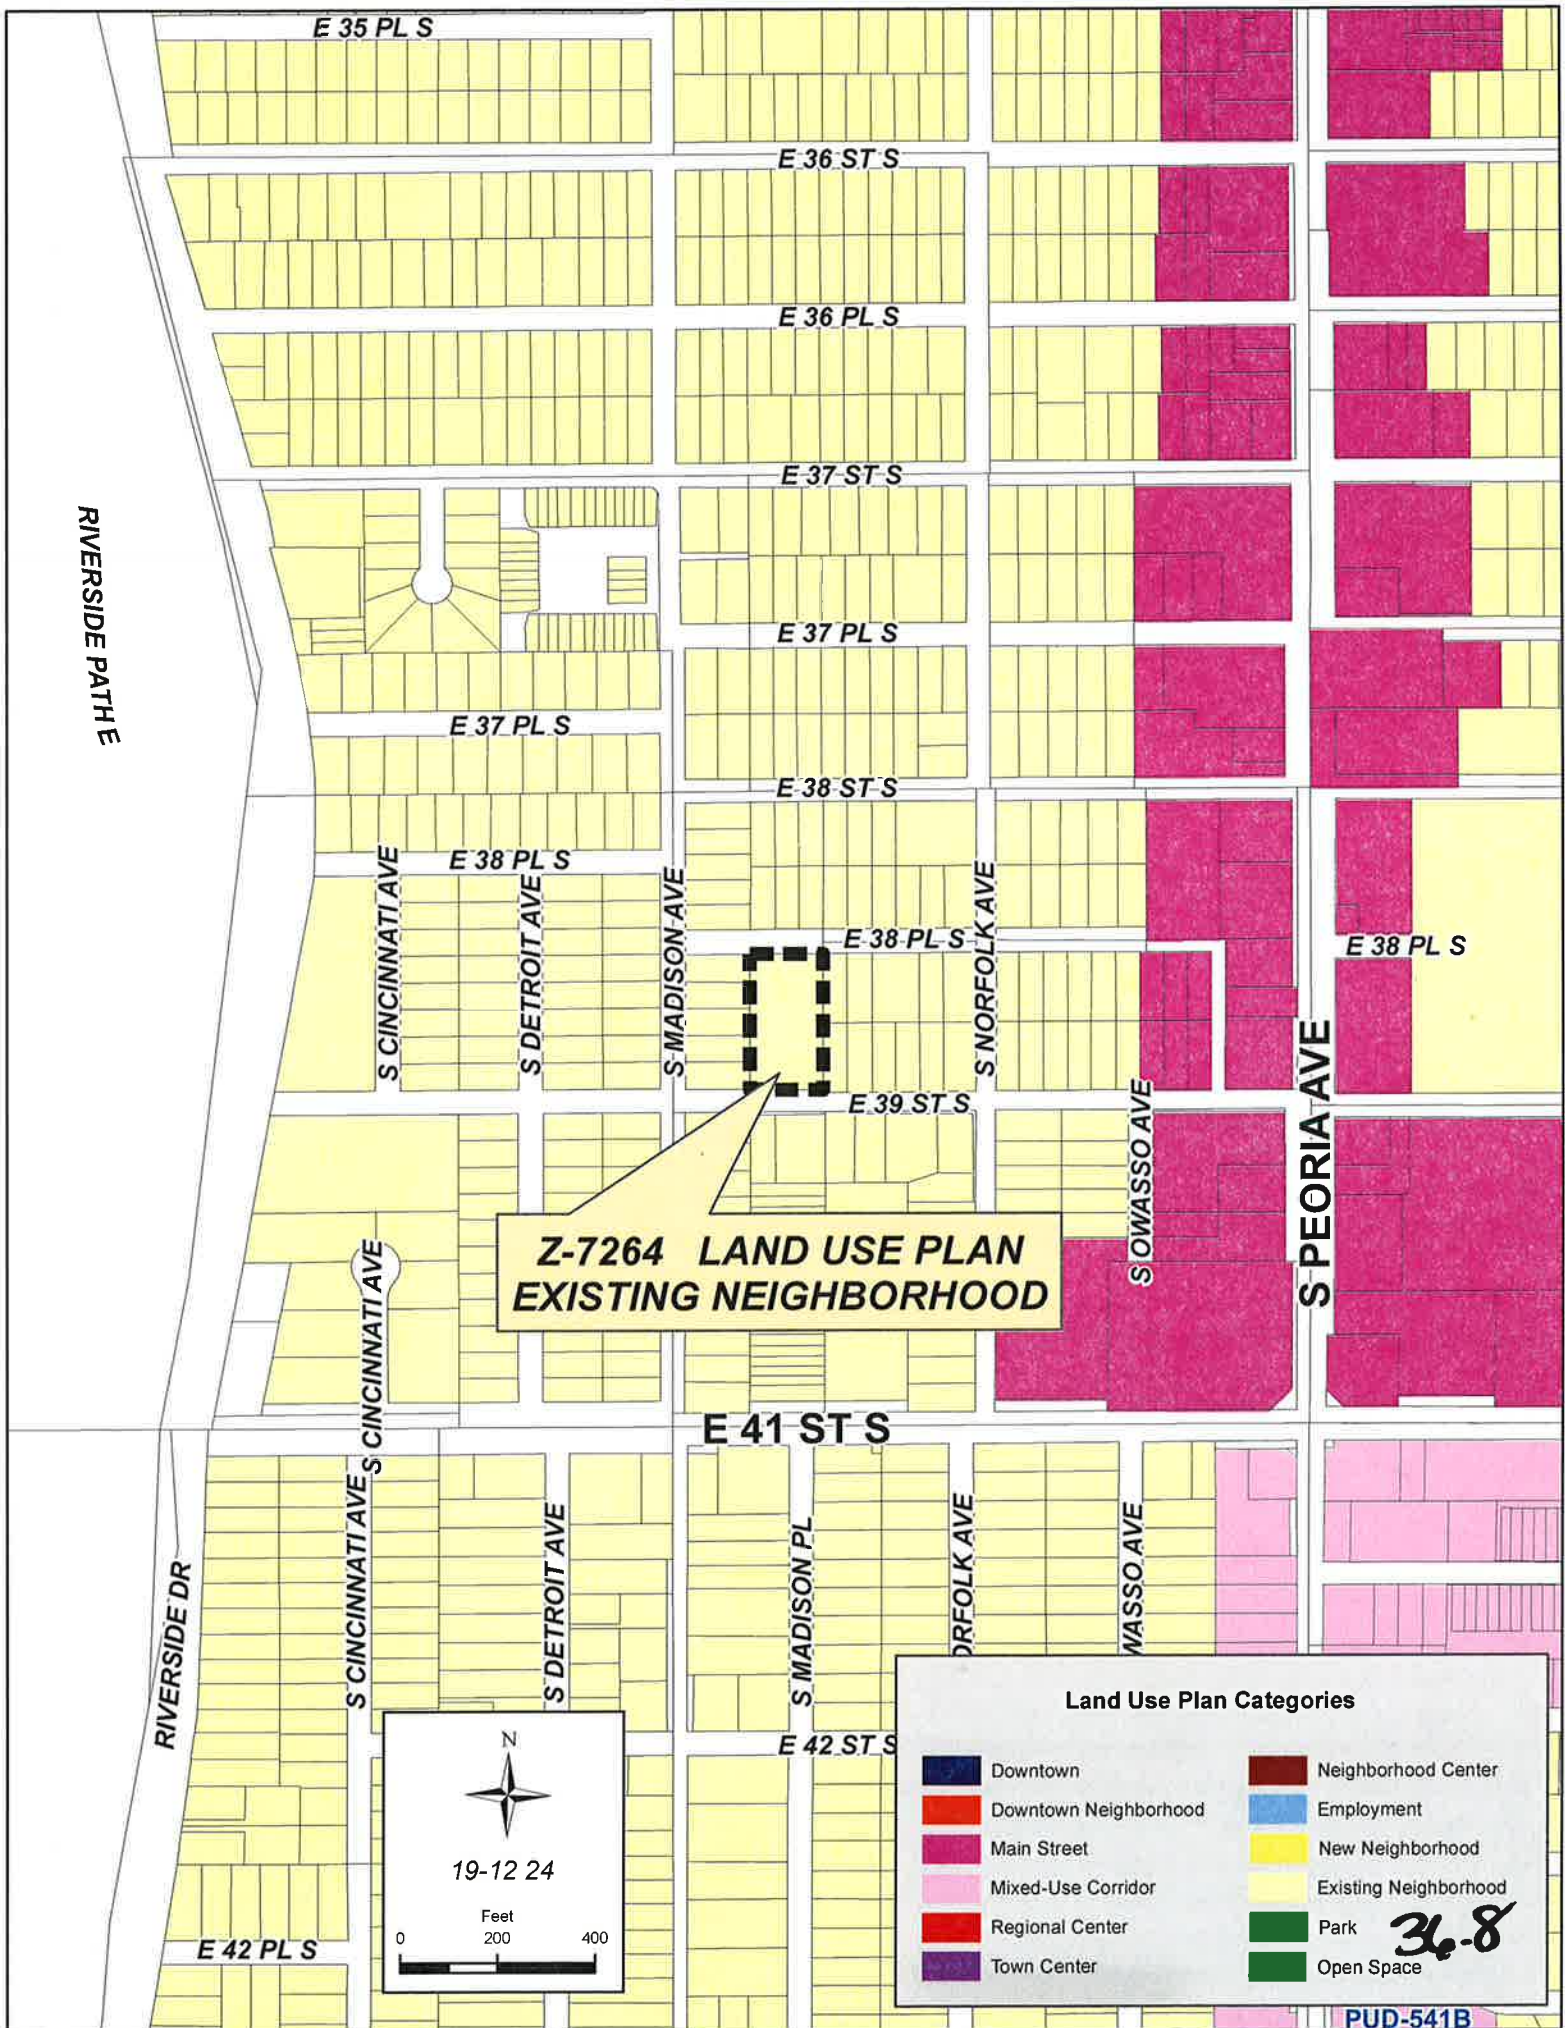 E 35 PL S
E 36 ST S
E 36 PL S
E 37 ST S
RIVERSIDE PATH E
E 37 PL S
E 37 PL S
E 38 ST S
E 38 PL S
S CINCINNATI AVE
S DETROIT AVE
S MADISON AVE
S NORFOLK AVE
E 38 PL S
E 38 PL S
E 39 ST S
S OWASSO AVE
S PEORIA AVE
Z-7264 LAND USE PLAN
EXISTING NEIGHBORHOOD
S CINCINNATI AVE
E 41 ST S
S CINCINNATI AVE
S DETROIT AVE
S MADISON PL
ORFOLK AVE
WASSO AVE
RIVERSIDE DR
E 42 ST S
E 42 PL S
N
19-12 24
Feet
0 200 400
Land Use Plan Categories
Downtown
Downtown Neighborhood
Main Street
Mixed-Use Corridor
Regional Center
Town Center
Neighborhood Center
Employment
New Neighborhood
Existing Neighborhood
Park
Open Space
36.8
PUD-541B